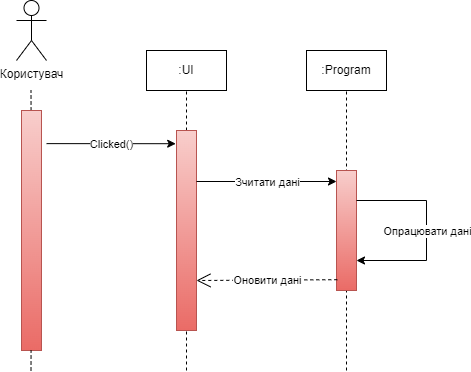 Користувач
:UI
:Program
Clicked()
Зчитати дані
Опрацювати дані
Оновити дані